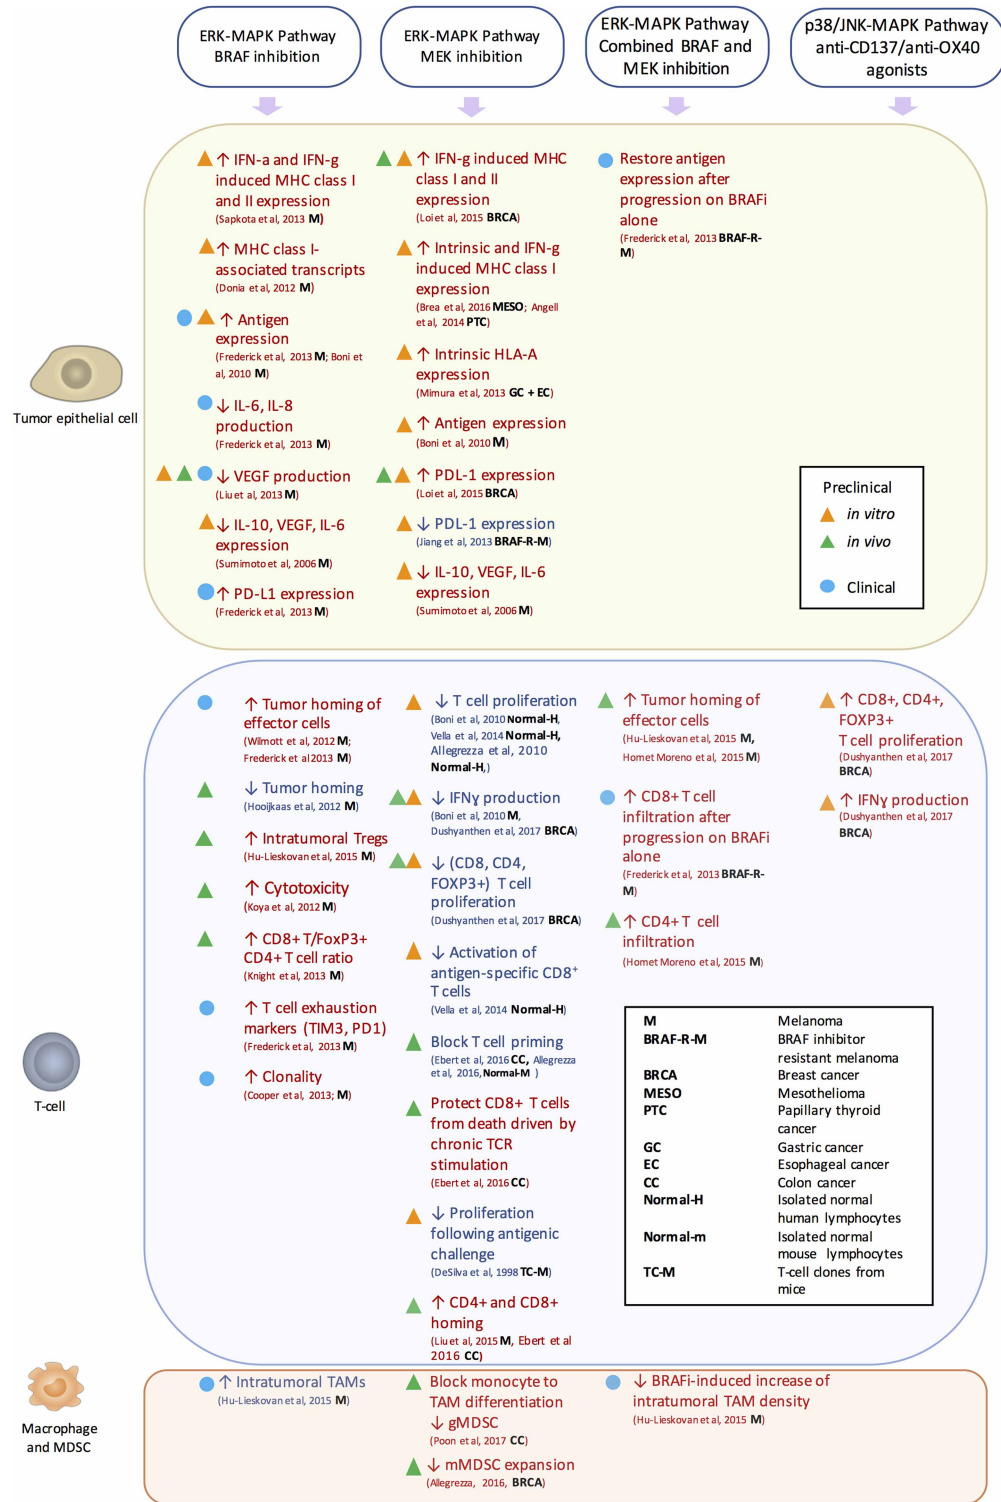 ERK-MAPK Pathway
BRAF inhibition
ERK-MAPK Pathway
MEK inhibition
ERK-MAPK Pathway
Combined BRAF and
MEK inhibition
p38/JNK-MAPK Pathway
anti-CD137/anti-OX40
agonists
Tumor epithelial cell
↑ IFN-a and IFN-g
induced MHC class I
and II expression
(Sapkota et al, 2013 M)
↑ MHC class I-
associated transcripts
(Donia et al, 2012 M)
↑ Antigen
expression
(Frederick et al, 2013 M; Boni et
al, 2010 M)
↓ IL-6, IL-8
production
(Frederick et al, 2013 M)
↓ VEGF production
(Liu et al, 2013 M)
↓ IL-10, VEGF, IL-6
expression
(Sumimoto et al, 2006 M)
↑ PD-L1 expression
(Frederick et al, 2013 M)
↑ IFN-g induced MHC
class I and II
expression
(Loi et al, 2015 BRCA)
↑ Intrinsic and IFN-g
induced MHC class I
expression
(Brea et al, 2016 MESO; Angell
et al, 2014 PTC)
↑ Intrinsic HLA-A
expression
(Mimura et al, 2013 GC + EC)
↑ Antigen expression
(Boni et al, 2010 M)
↑ PDL-1 expression
(Loi et al, 2015 BRCA)
↓ PDL-1 expression
(Jiang et al, 2013 BRAF-R-M)
↓ IL-10, VEGF, IL-6
expression
(Sumimoto et al, 2006 M)
Restore antigen
expression after
progression on BRAFi
alone
(Frederick et al, 2013 BRAF-R-
M)
Preclinical
in vitro
in vivo
Clinical
T-cell
↑ Tumor homing of
effector cells
(Wilmott et al, 2012 M;
Frederick et al 2013 M)
↓ Tumor homing
(Hooijkaas et al, 2012 M)
↑ Intratumoral Tregs
(Hu-Lieskovan et al, 2015 M)
↑ Cytotoxicity
(Koya et al, 2012 M)
↑ CD8+ T/FoxP3+
CD4+ T cell ratio
(Knight et al, 2013 M)
↑ T cell exhaustion
markers (TIM3, PD1)
(Frederick et al, 2013 M)
↑ Clonality
(Cooper et al, 2013; M)
↓ T cell proliferation
(Boni et al, 2010 Normal-H,
Vella et al, 2014 Normal-H,
Allegrezza et al, 2010
Normal-H,)
↓ IFNγ production
(Boni et al, 2010 M,
Dushyanthen et al, 2017 BRCA)
↓ (CD8, CD4,
FOXP3+) T cell
proliferation
(Dushyanthen et al, 2017 BRCA)
↓ Activation of
antigen-specific CD8⁺
T cells
(Vella et al, 2014 Normal-H)
Block T cell priming
(Ebert et al, 2016 CC, Allegrezza
et al, 2016, Normal-M )
Protect CD8+ T cells
from death driven by
chronic TCR
stimulation
(Ebert et al, 2016 CC)
↓ Proliferation
following antigenic
challenge
(DeSilva et al, 1998 TC-M)
↑ CD4+ and CD8+
homing
(Liu et al, 2015 M, Ebert et al
2016 CC)
↑ Tumor homing of
effector cells
(Hu-Lieskovan et al, 2015 M,
Homet Moreno et al, 2015 M)
↑ CD8+ T cell
infiltration after
progression on BRAFi
alone
(Frederick et al, 2013 BRAF-R-
M)
↑ CD4+ T cell
infiltration
(Homet Moreno et al, 2015 M)
↑ CD8+, CD4+,
FOXP3+
T cell proliferation
(Dushyanthen et al, 2017
BRCA)
↑ IFNγ production
(Dushyanthen et al, 2017
BRCA)
M Melanoma
BRAF-R-M BRAF inhibitor
resistant melanoma
BRCA Breast cancer
MESO Mesothelioma
PTC Papillary thyroid
cancer
GC Gastric cancer
EC Esophageal cancer
CC Colon cancer
Normal-H Isolated normal
human lymphocytes
Normal-m Isolated normal
mouse lymphocytes
TC-M T-cell clones from
mice
Macrophage
and MDSC
↑ Intratumoral TAMs
(Hu-Lieskovan et al, 2015 M)
Block monocyte to
TAM differentiation
↓ gMDSC
(Poon et al, 2017 CC)
↓ mMDSC expansion
(Allegrezza, 2016, BRCA)
↓ BRAFi-induced increase of
intratumoral TAM density
(Hu-Lieskovan et al, 2015 M)